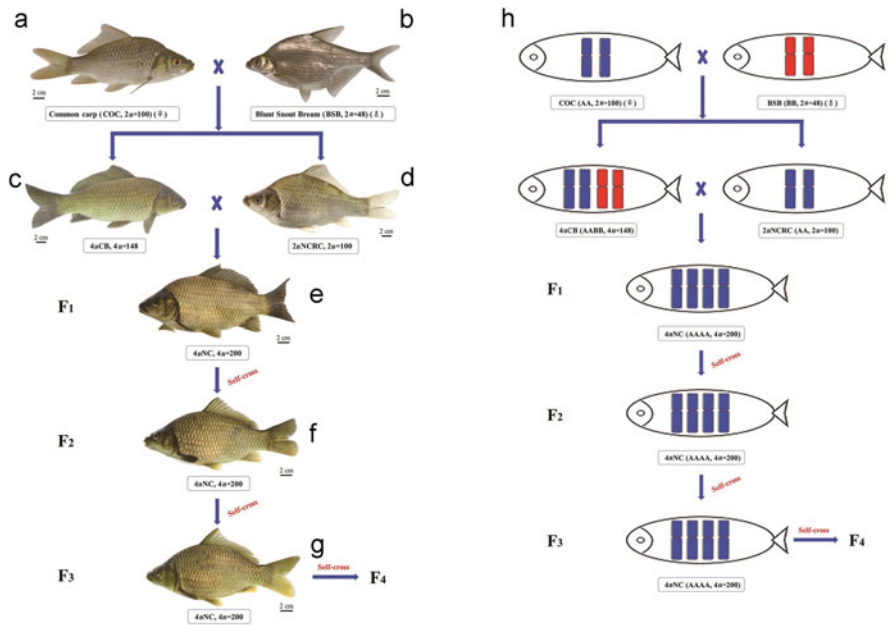 a
b
2 cm
2 cm
X
Common carp (COC, 2n=100) (♀)
Blunt Snout Bream (BSB, 2n=48) (♂)
c
d
2 cm
2 cm
X
4nCB, 4n=148
2nNCRC, 2n=100
F1
e
2 cm
4nNC, 4n=200
Self-cross
F2
f
2 cm
4nNC, 4n=200
Self-cross
F3
g
Self-cross
F4
2 cm
4nNC, 4n=200
h
X
COC (AA, 2n=100) (♀)
BSB (BB, 2n=48) (♂)
X
4nCB (AABB, 4n=148)
2nNCRC (AA, 2n=100)
F1
4nNC (AAAA, 4n=200)
Self-cross
F2
4nNC (AAAA, 4n=200)
Self-cross
F3
Self-cross
F4
4nNC (AAAA, 4n=200)